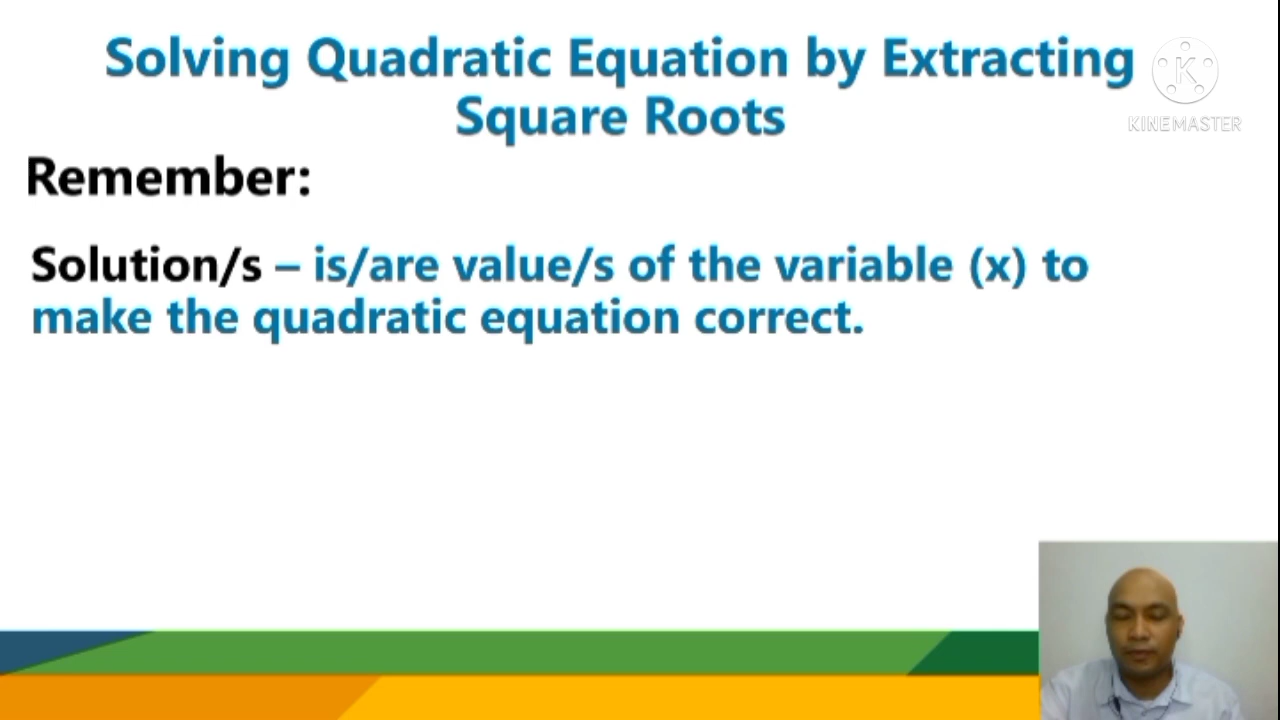 Solving Quadratic Equation by Extracting
Square Roots
K
KINEMASTER
Remember:
Solution/s – is/are value/s of the variable (x) to
make the quadratic equation correct.